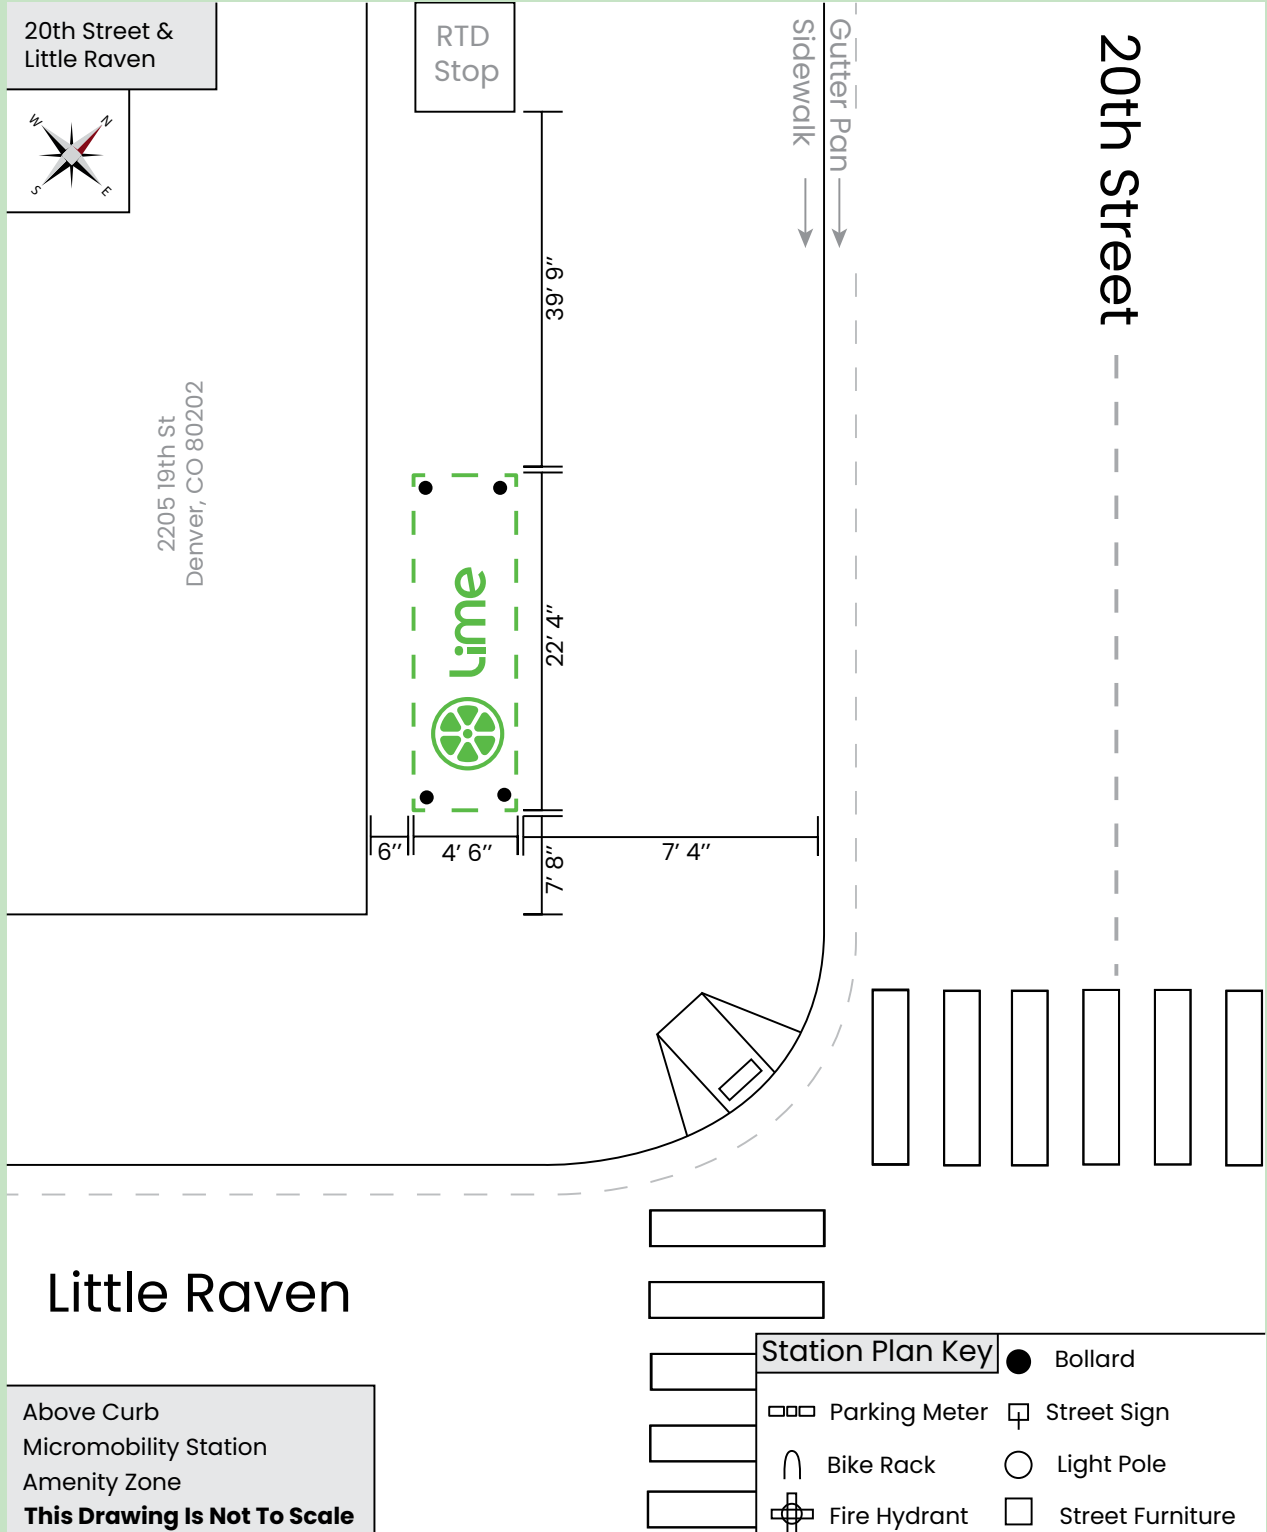 20th Street &
Little Raven
W
N
S
E
RTD
Stop
Sidewalk
Gutter Pan
20th Street
39' 9"
2205 19th St
Denver, CO 80202
Lime
22' 4"
6"
4' 6"
7' 8"
7' 4"
Little Raven
Above Curb
Micromobility Station
Amenity Zone
This Drawing Is Not To Scale
Station Plan Key
Bollard
Parking Meter
Street Sign
Bike Rack
Light Pole
Fire Hydrant
Street Furniture